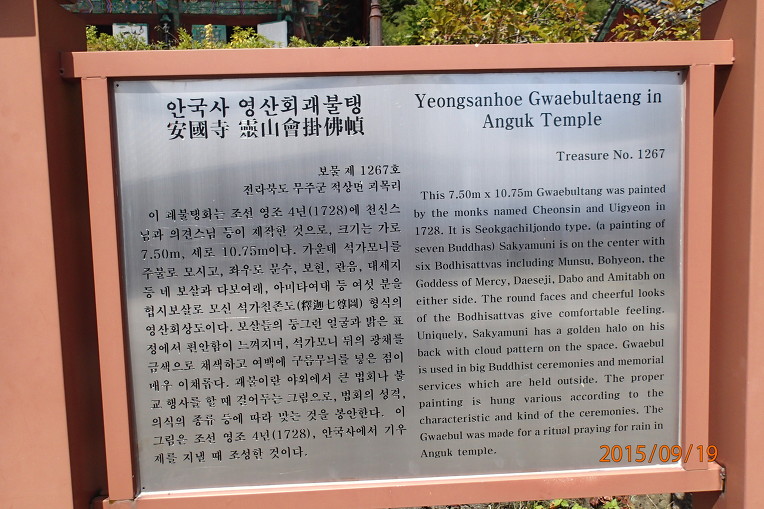 안국사 영산회괘불탱
安國寺 靈山會掛佛幀
보물 제 1267호
전라북도 무주군 적상면 괴목리
이 괘불탱화는 조선 영조 4년(1728)에 천신스
님과 의견스님 등이 제작한 것으로, 크기는 가로
7.50m, 세로 10.75m이다. 가운데 석가모니를
주불로 모시고, 좌우로 문수, 보현, 관음, 대세지
등 네 보살과 다보여래, 아미타여대 등 여섯 분을
협시보살로 모신 석가칠존도(釋迦七尊圖) 형식의
영산회상도이다. 보살들의 둥그런 얼굴과 밝은 표
정에서 편안함이 느껴지며, 석가모니 뒤의 광채를
금색으로 채색하고 여백에 구름무늬를 넣은 점이
매우 이채롭다. 괘불이란 야외에서 큰 법회나 불
교 행사를 할 때 걸어두는 그림으로, 법회의 성격,
의식의 종류 등에 따라 맞는 것을 봉안한다. 이
그림은 조선 영조 4년(1728), 안국사에서 기우
제를 지낼 때 조성한 것이다.
Yeongsanhoe Gwaebultaeng in
Anguk Temple
Treasure No. 1267
This 7.50m x 10.75m Gwaebultang was painted
by the monks named Cheonsin and Uigyeon in
1728. It is Seokgachiljondo type. (a painting of
seven Buddhas) Sakyamuni is on the center with
six Bodhisattvas including Munsu, Bohyeon, the
Goddess of Mercy, Daeseji, Dabo and Amitabh on
either side. The round faces and cheerful looks
of the Bodhisattvas give comfortable feeling.
Uniquely, Sakyamuni has a golden halo on his
back with cloud pattern on the space. Gwaebul
is used in big Buddhist ceremonies and memorial
services which are held outside. The proper
painting is hung various according to the
characteristic and kind of the ceremonies. The
Gwaebul was made for a ritual praying for rain in
Anguk temple.
2015/09/19